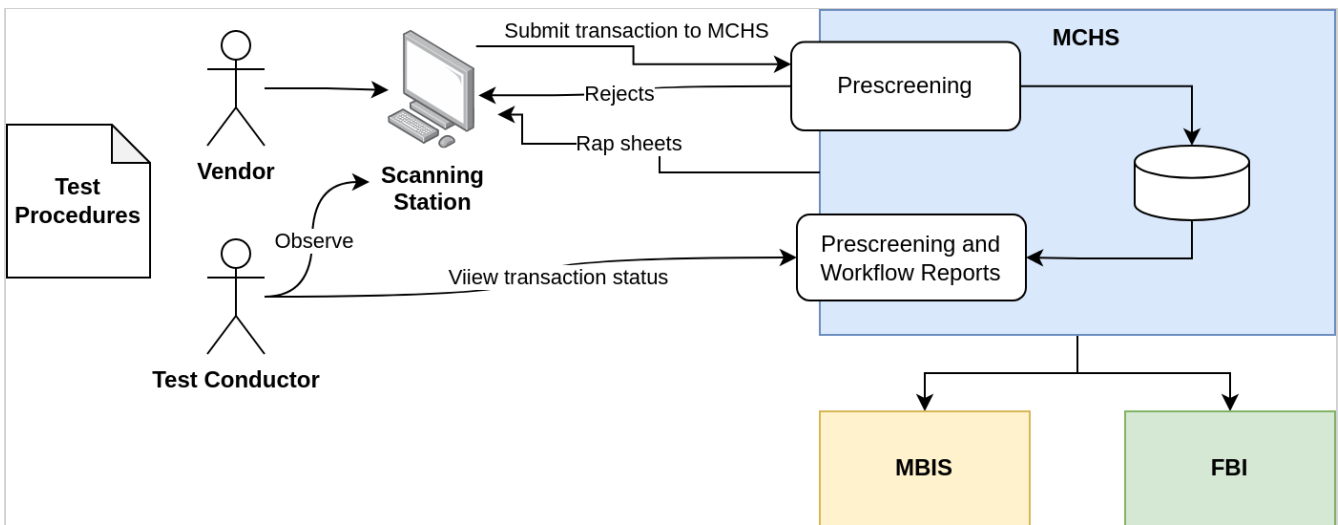 Submit transaction to MCHS
MCHS
Prescreening
Rejects
Rap sheets
Vendor
Scanning
Station
Test
Procedures
Observe
Prescreening and
Workflow Reports
Viiew transaction status
Test Conductor
MBIS
FBI